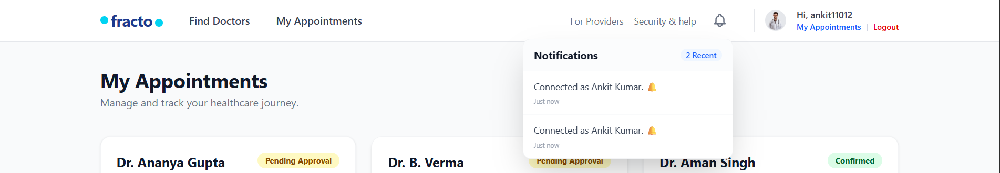 fracto
Find Doctors
My Appointments
For Providers
Security & help
Hi, ankit11012
My Appointments | Logout
Notifications
2 Recent
Connected as Ankit Kumar. 🔔
Just now
Connected as Ankit Kumar. 🔔
Just now
My Appointments
Manage and track your healthcare journey.
Dr. Ananya Gupta
Pending Approval
Dr. B. Verma
Pending Approval
Dr. Aman Singh
Confirmed